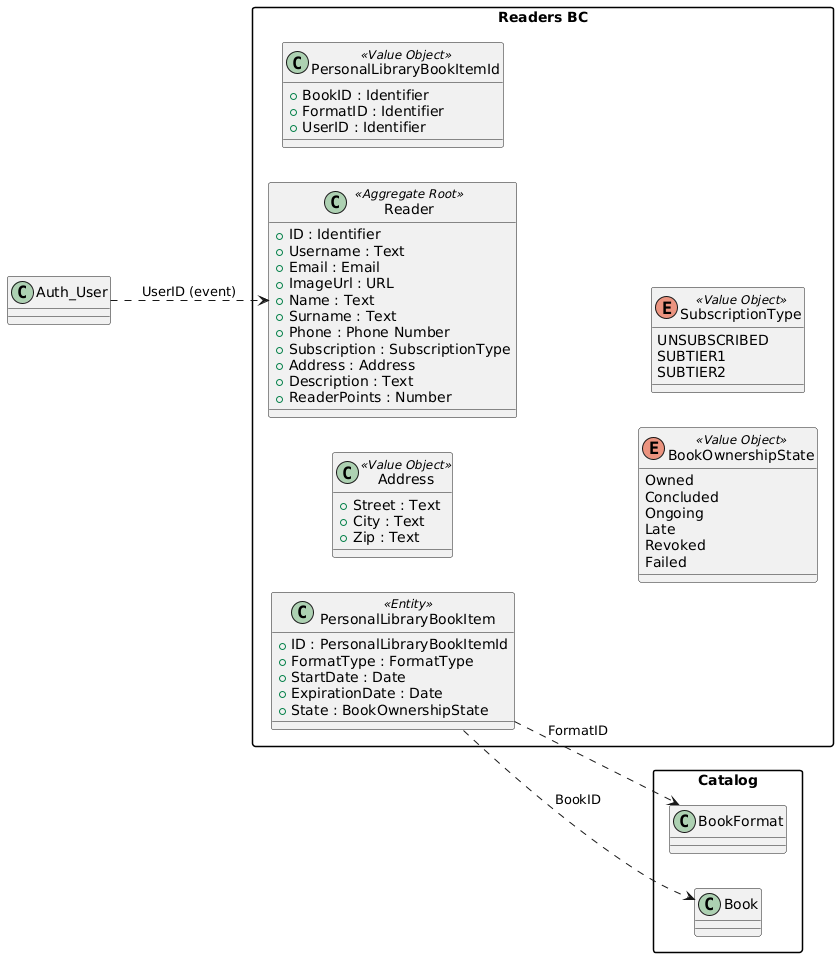 Readers BC
«Value Object»
C PersonalLibraryBookItemId
BookID : Identifier
FormatID : Identifier
UserID : Identifier
«Aggregate Root»
C Reader
ID : Identifier
Username : Text
Email : Email
ImageUrl : URL
Name : Text
Surname : Text
Phone : Phone Number
Subscription : SubscriptionType
Address : Address
Description : Text
ReaderPoints : Number
C Auth_User
UserID (event)
«Value Object»
E SubscriptionType
UNSUBSCRIBED
SUBTIER1
SUBTIER2
«Value Object»
C Address
Street : Text
City : Text
Zip : Text
«Value Object»
E BookOwnershipState
Owned
Concluded
Ongoing
Late
Revoked
Failed
«Entity»
C PersonalLibraryBookItem
ID : PersonalLibraryBookItemId
FormatType : FormatType
StartDate : Date
ExpirationDate : Date
State : BookOwnershipState
FormatID
BookID
Catalog
C BookFormat
C Book